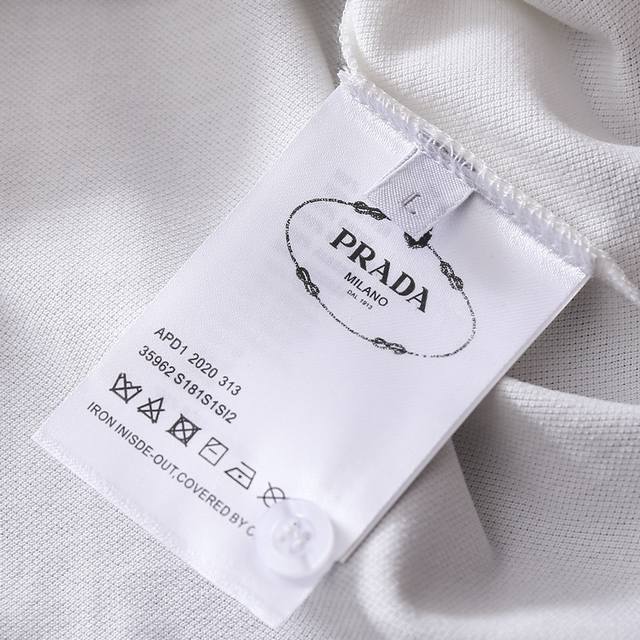 L
PRADA
MILANO
DAL 1913
APD1 2020 313
35962 S181S1SI2
IRON INISDE-OUT.COVERED BY